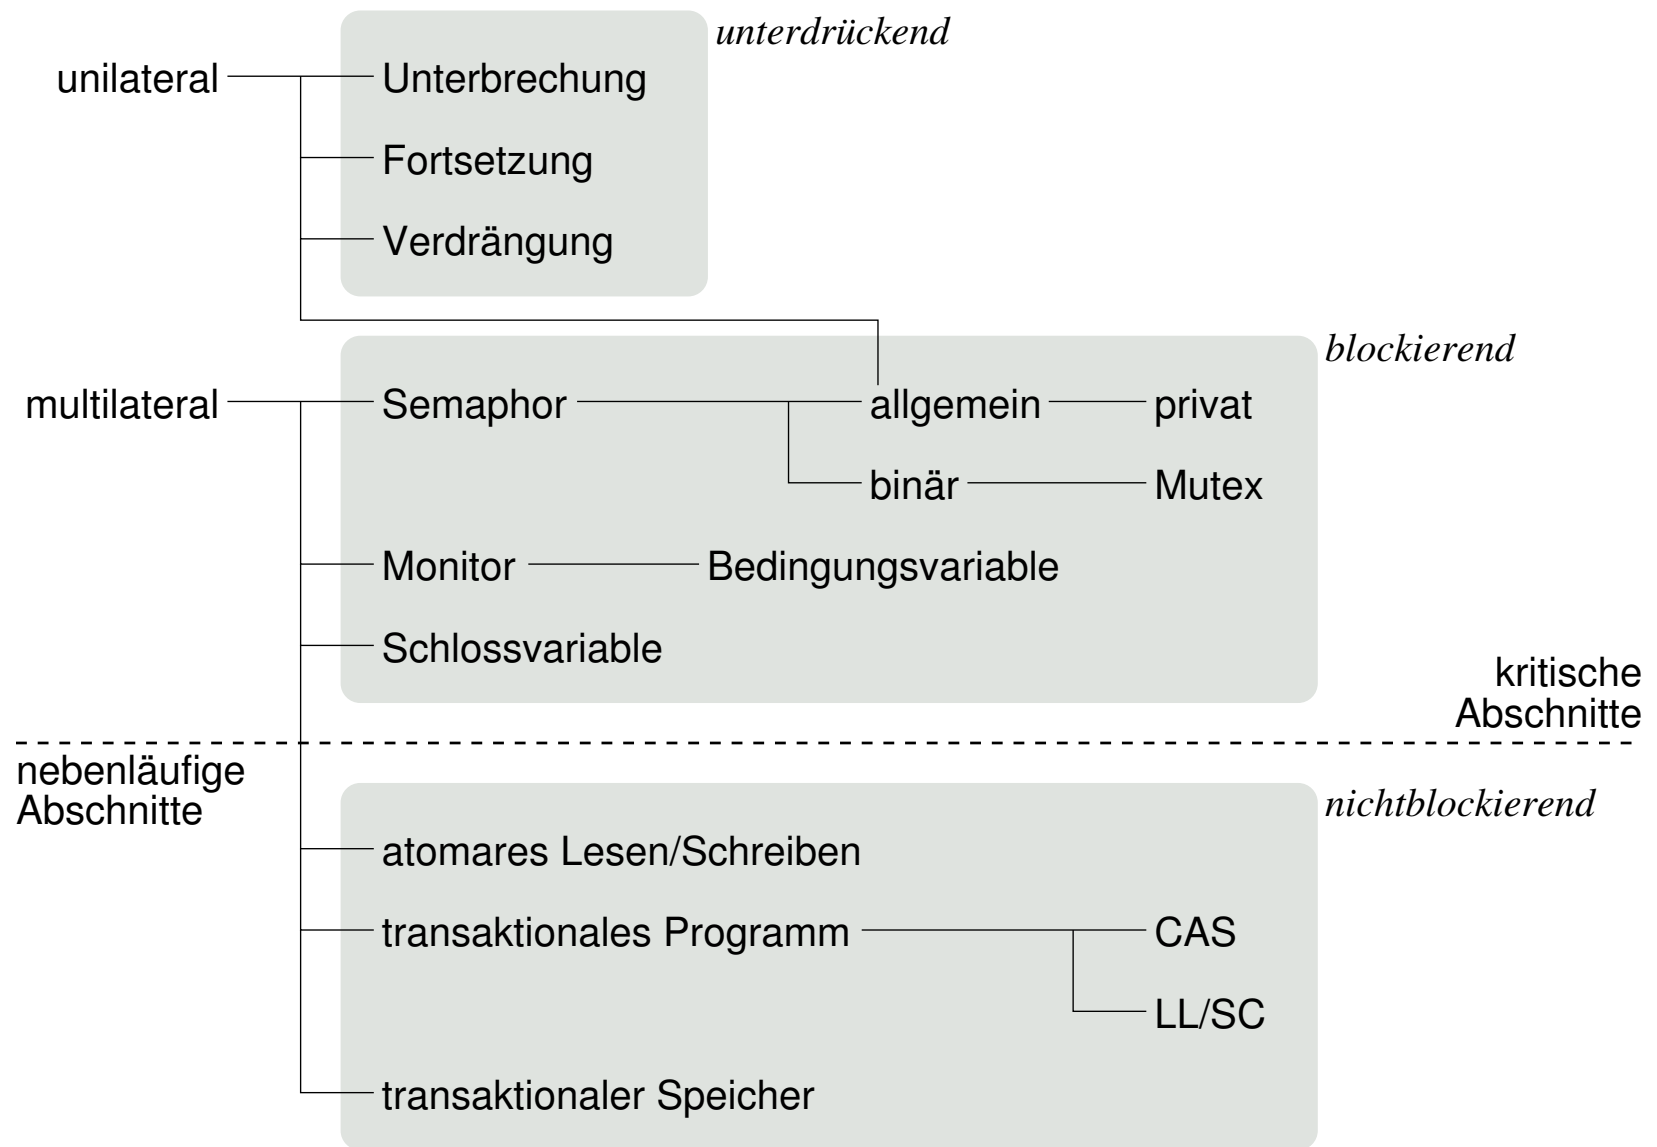 unterdrückend
unilateral Unterbrechung
Fortsetzung
Verdrängung
blockierend
multilateral Semaphor allgemein privat
binär Mutex
Monitor Bedingungsvariable
Schlossvariable
kritische
Abschnitte
nebenläufige
Abschnitte
nichtblockierend
atomares Lesen/Schreiben
transaktionales Programm CAS
LL/SC
transaktionaler Speicher